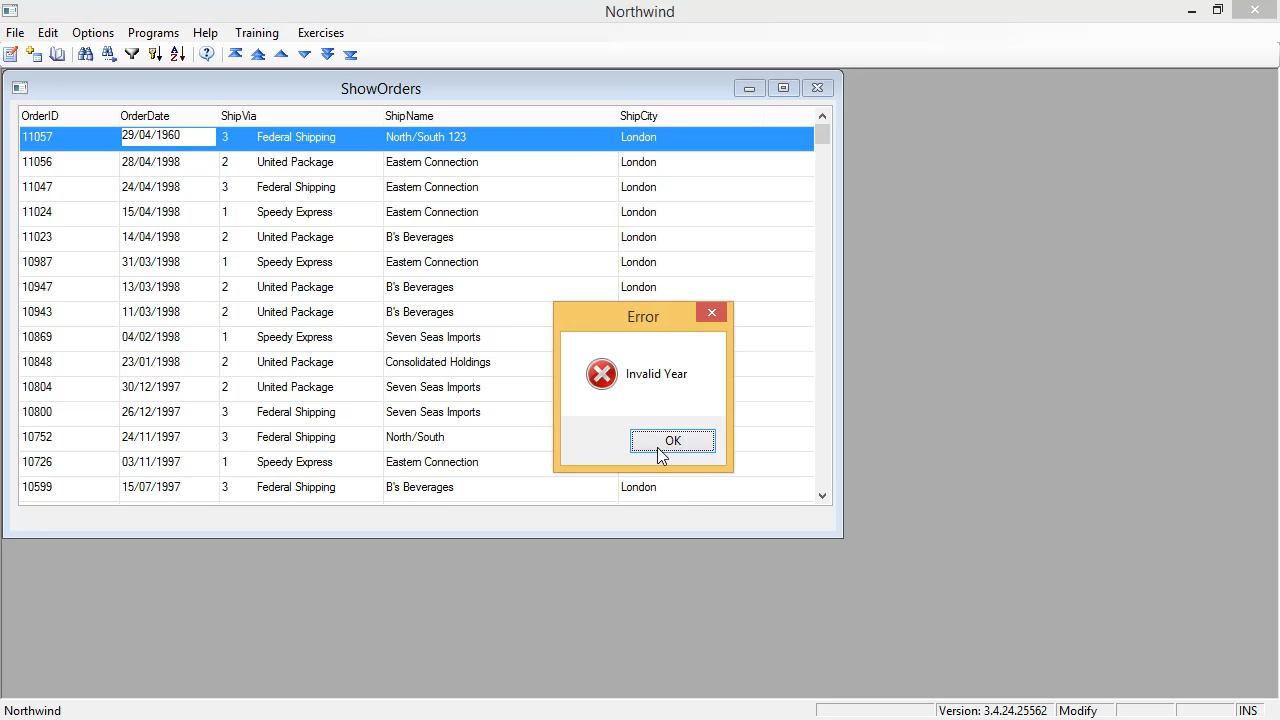 Northwind
File Edit Options Programs Help Training Exercises
ShowOrders
OrderID OrderDate ShipVia ShipName ShipCity
11057 29/04/1960 3 Federal Shipping North/South 123 London
11056 28/04/1998 2 United Package Eastern Connection London
11047 24/04/1998 3 Federal Shipping Eastern Connection London
11024 15/04/1998 1 Speedy Express Eastern Connection London
11023 14/04/1998 2 United Package B's Beverages London
10987 31/03/1998 1 Speedy Express Eastern Connection London
10947 13/03/1998 2 United Package B's Beverages London
10943 11/03/1998 2 United Package B's Beverages
10869 04/02/1998 1 Speedy Express Seven Seas Imports
10848 23/01/1998 2 United Package Consolidated Holdings
10804 30/12/1997 2 United Package Seven Seas Imports
10800 26/12/1997 3 Federal Shipping Seven Seas Imports
10752 24/11/1997 3 Federal Shipping North/South
10726 03/11/1997 1 Speedy Express Eastern Connection
10599 15/07/1997 3 Federal Shipping B's Beverages London
Error
Invalid Year
OK
Northwind Version: 3.4.24.25562 Modify INS